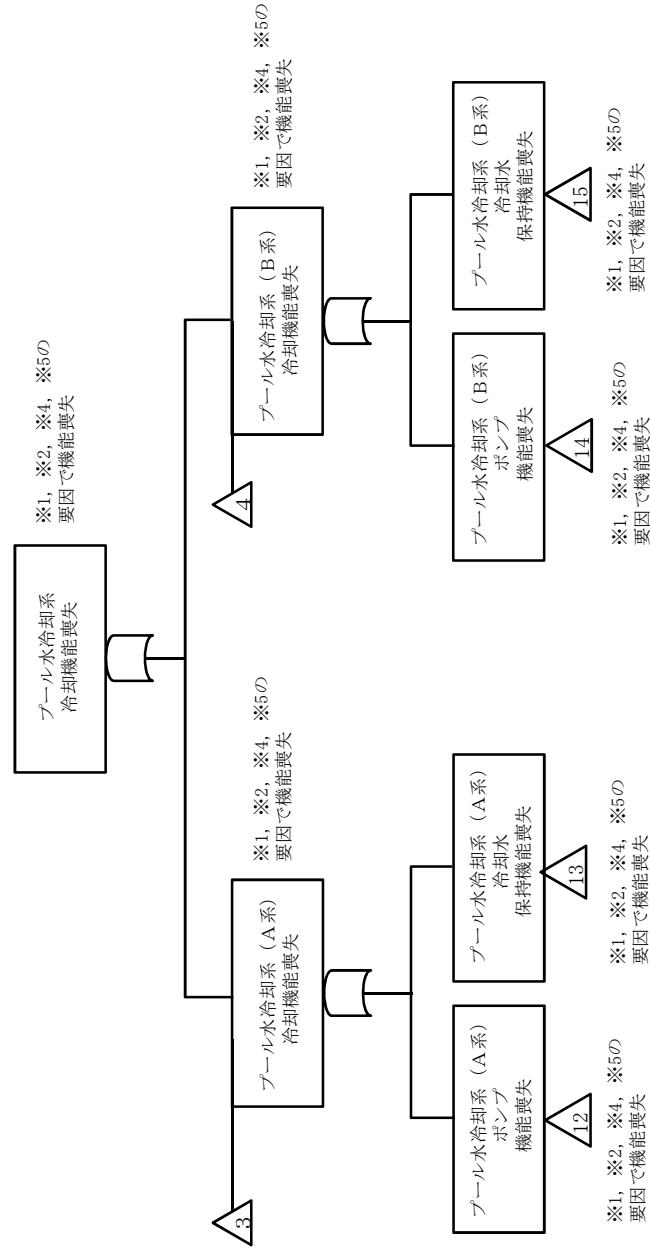 プール水冷却系
冷却機能喪失
※1, ※2, ※4, ※5の
要因で機能喪失
3
プール水冷却系（A系）
冷却機能喪失
※1, ※2, ※4, ※5の
要因で機能喪失
4
プール水冷却系（B系）
冷却機能喪失
※1, ※2, ※4, ※5の
要因で機能喪失
プール水冷却系（A系）
ポンプ
機能喪失
12
※1, ※2, ※4, ※5の
要因で機能喪失
プール水冷却系（A系）
冷却水
保持機能喪失
13
※1, ※2, ※4, ※5の
要因で機能喪失
プール水冷却系（B系）
ポンプ
機能喪失
14
※1, ※2, ※4, ※5の
要因で機能喪失
プール水冷却系（B系）
冷却水
保持機能喪失
15
※1, ※2, ※4, ※5の
要因で機能喪失